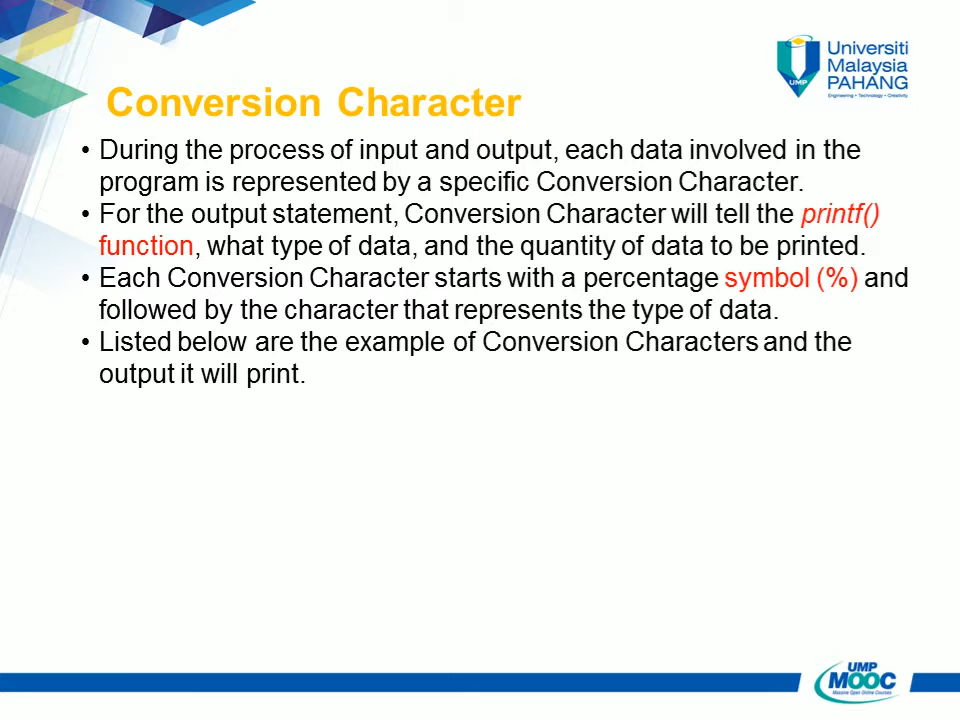 Universiti
Malaysia
PAHANG
Engineering • Technology • Creativity
UMP
Conversion Character
• During the process of input and output, each data involved in the
program is represented by a specific Conversion Character.
• For the output statement, Conversion Character will tell the printf()
function, what type of data, and the quantity of data to be printed.
• Each Conversion Character starts with a percentage symbol (%) and
followed by the character that represents the type of data.
• Listed below are the example of Conversion Characters and the
output it will print.
UMP
MOOC
Massive Open Online Courses